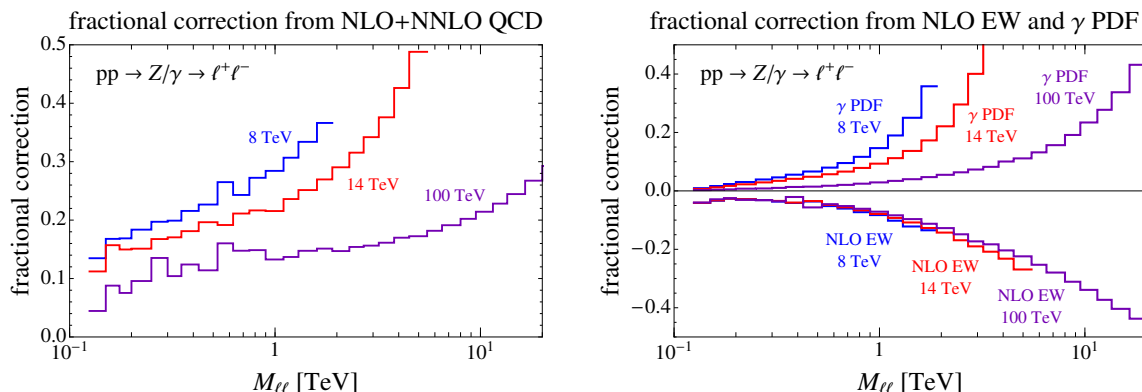 fractional correction from NLO+NNLO QCD
pp → Z/γ → ℓ⁺ℓ⁻
8 TeV
14 TeV
100 TeV
fractional correction
0.5
0.4
0.3
0.2
0.1
0.0
10⁻¹
1
10¹
M_ℓℓ [TeV]
fractional correction from NLO EW and γ PDF
pp → Z/γ → ℓ⁺ℓ⁻
γ PDF
8 TeV
γ PDF
14 TeV
γ PDF
100 TeV
NLO EW
8 TeV
NLO EW
14 TeV
NLO EW
100 TeV
fractional correction
0.4
0.2
0.0
−0.2
−0.4
10⁻¹
1
10¹
M_ℓℓ [TeV]